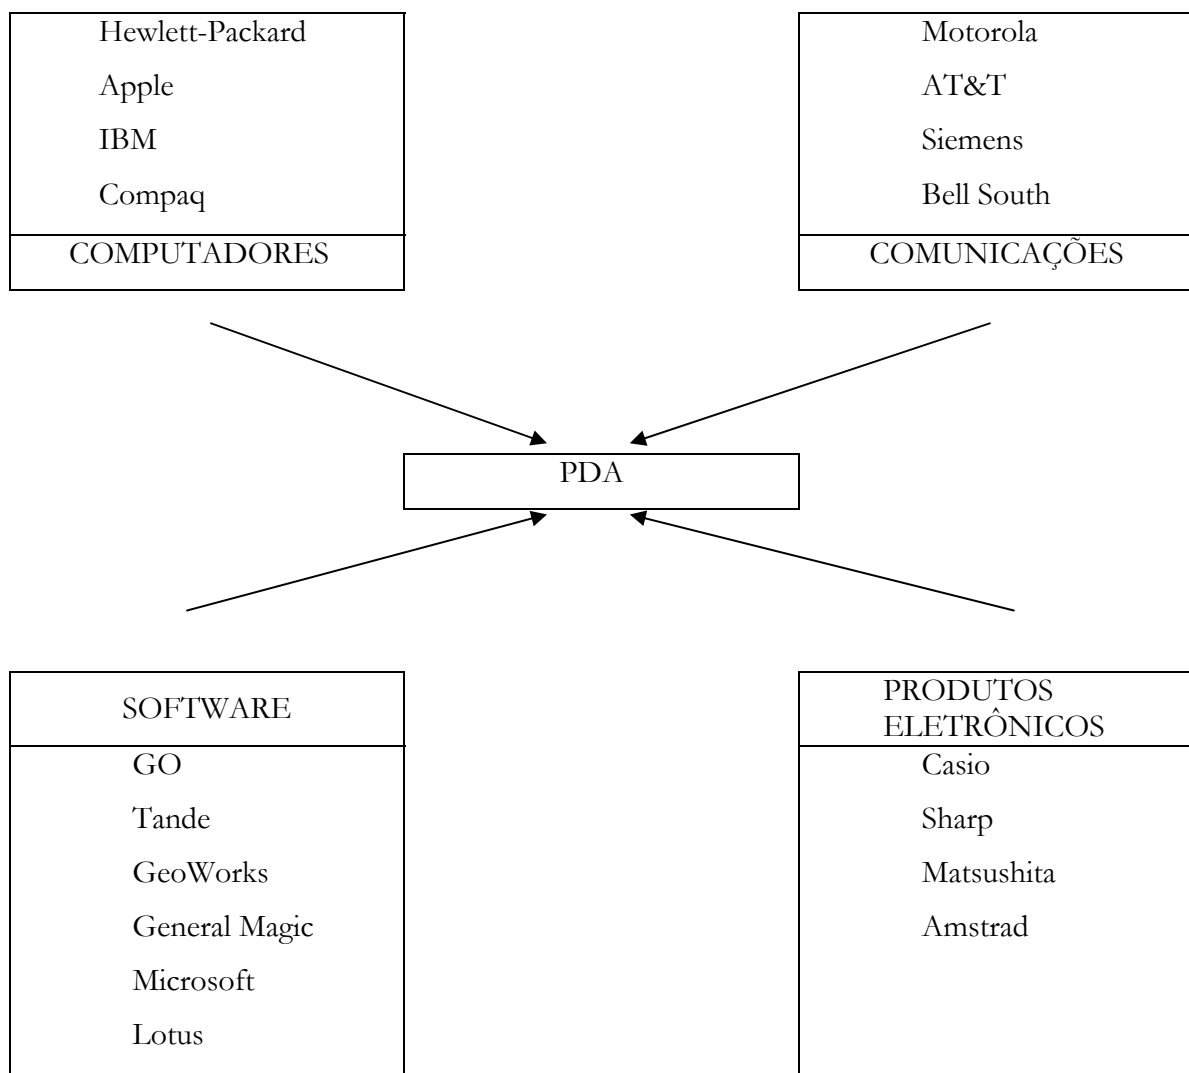 Hewlett-Packard
Apple
IBM
Compaq
COMPUTADORES
Motorola
AT&T
Siemens
Bell South
COMUNICAÇÕES
PDA
SOFTWARE
GO
Tande
GeoWorks
General Magic
Microsoft
Lotus
PRODUTOS
ELETRÔNICOS
Casio
Sharp
Matsushita
Amstrad